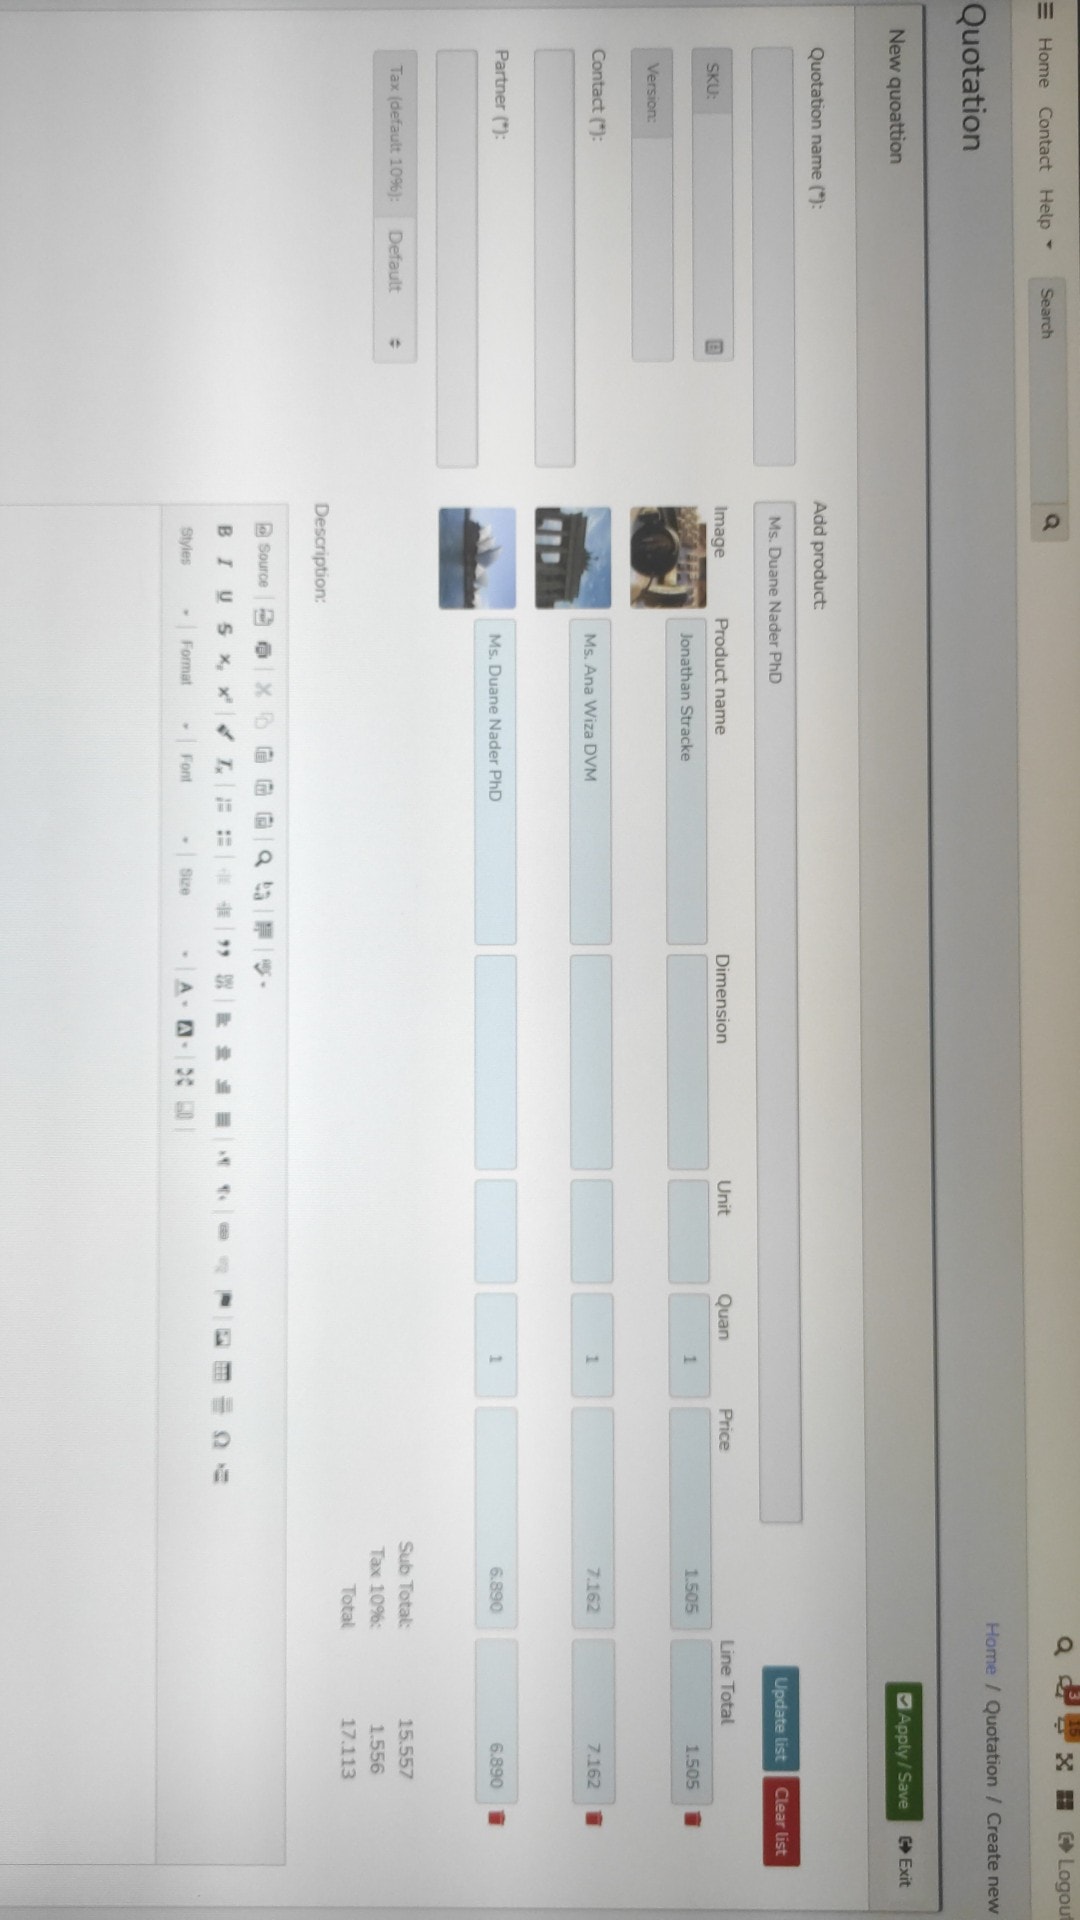 Home Contact Help Search 3 15 Logout
Quotation
Home / Quotation / Create new
New quoattion
Apply / Save Exit
Quotation name (*):
Add product:
Ms. Duane Nader PhD
Update list Clear list
SKU:
Version:
Contact (*):
Partner (*):
Tax (default 10%): Default
Image Product name Dimension Unit Quan Price Line Total
Jonathan Stracke 1 1.505 1.505
Ms. Ana Wiza DVM 1 7.162 7.162
Ms. Duane Nader PhD 1 6.890 6.890
Sub Total: 15.557
Tax 10%: 1.556
Total 17.113
Description:
Source
Styles Format Font Size